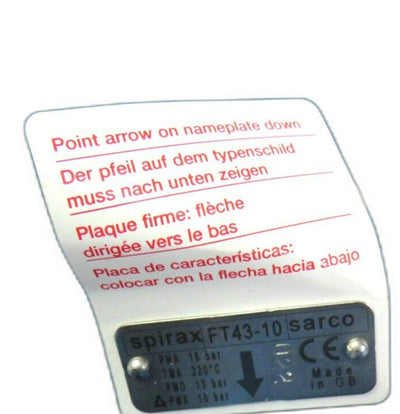 Point arrow on nameplate down
Der pfeil auf dem typenschild
muss nach unten zeigen
Plaque firme: flèche
dirigée vers le bas
Placa de características:
colocar con la flecha hacia abajo
spirax FT43-10 sarco
PMA 16 bar
TMA 220°C
PMO 13 bar
ΔPMX 10 bar
CE
Made
in GB